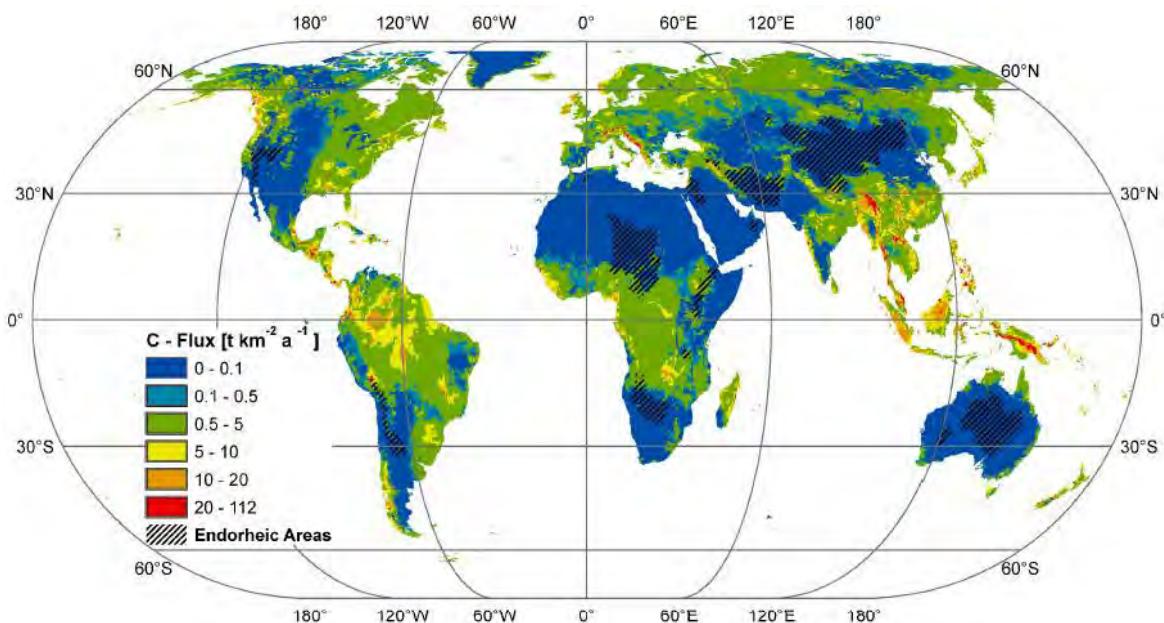 180° 120°W 60°W 0° 60°E 120°E 180°
60°N 60°N
30°N 30°N
0° 0°
C - Flux [t km⁻² a⁻¹]
0 - 0.1
0.1 - 0.5
0.5 - 5
5 - 10
10 - 20
20 - 112
Endorheic Areas
30°S 30°S
60°S 60°S
180° 120°W 60°W 0° 60°E 120°E 180°